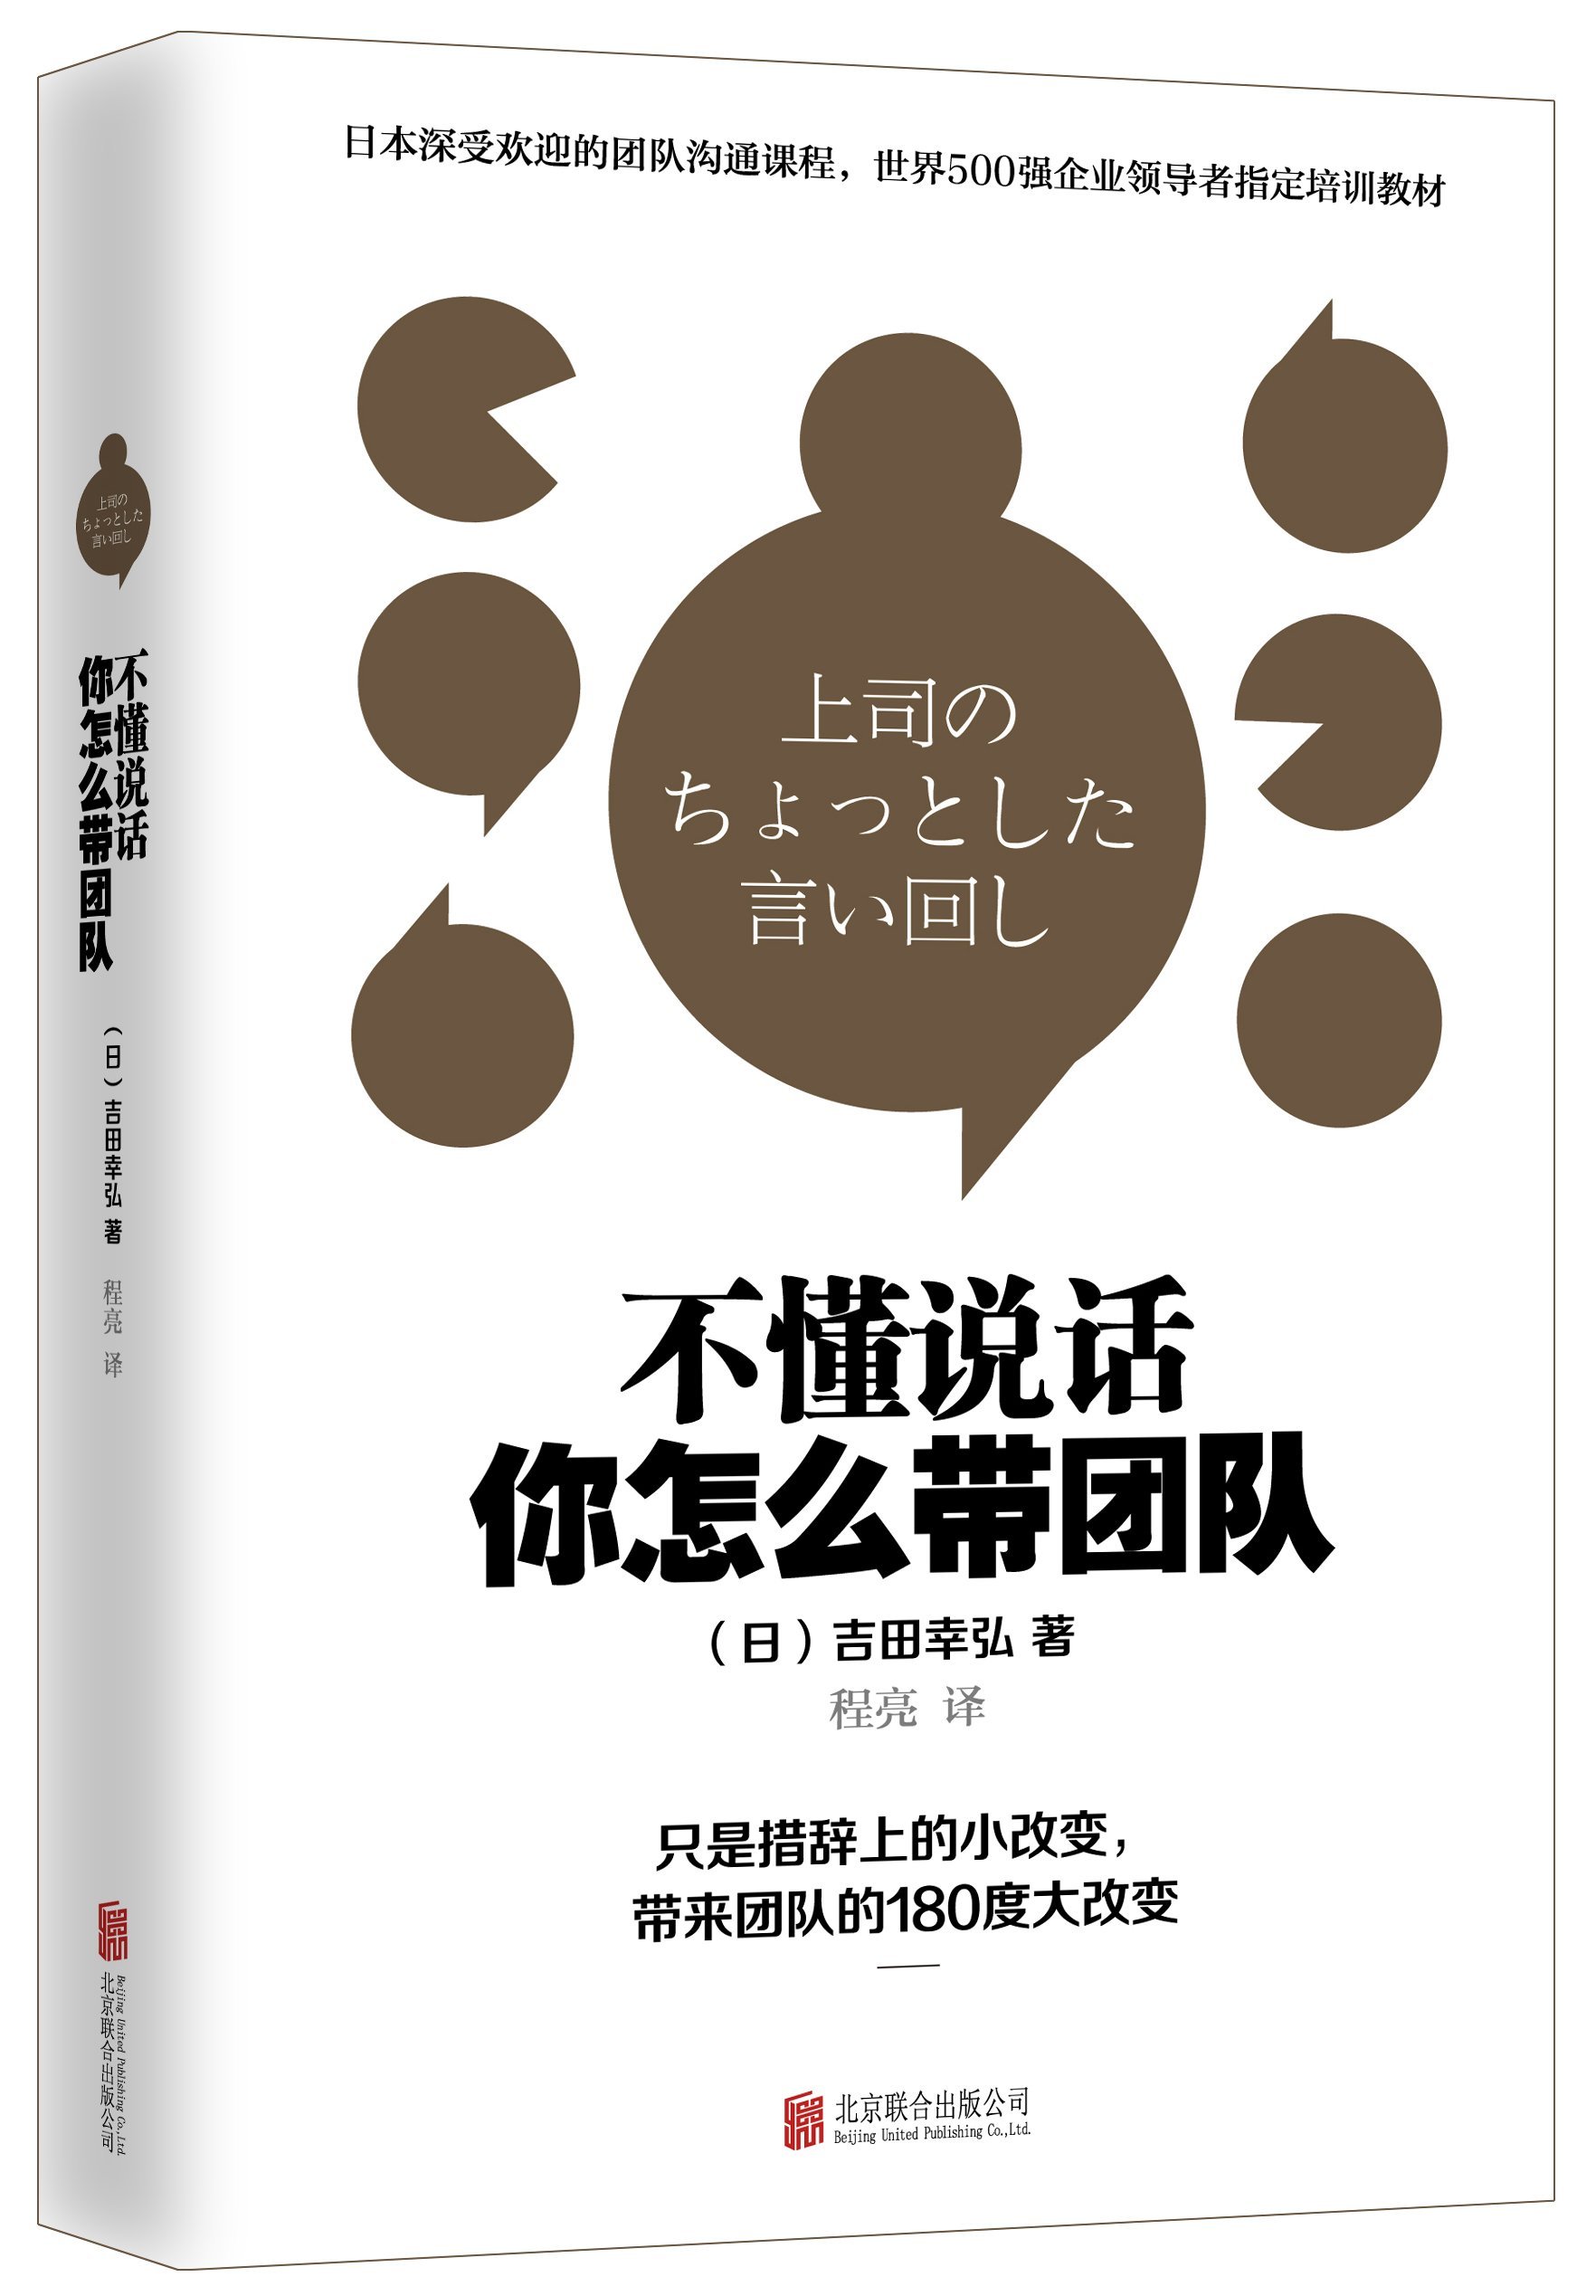 日本深受欢迎的团队沟通课程，世界500强企业领导者指定培训教材
上司の
ちょっとした
言い回し
不懂说话
你怎么带团队
（日）吉田幸弘 著
程亮 译
只是措辞上的小改变，
带来团队的180度大改变
北京联合出版公司
Beijing United Publishing Co.,Ltd.
上司の
ちょっとした
言い回し
不懂说话
你怎么带团队
（日）吉田幸弘 著
程亮 译
北京联合出版公司
Beijing United Publishing Co.,Ltd.